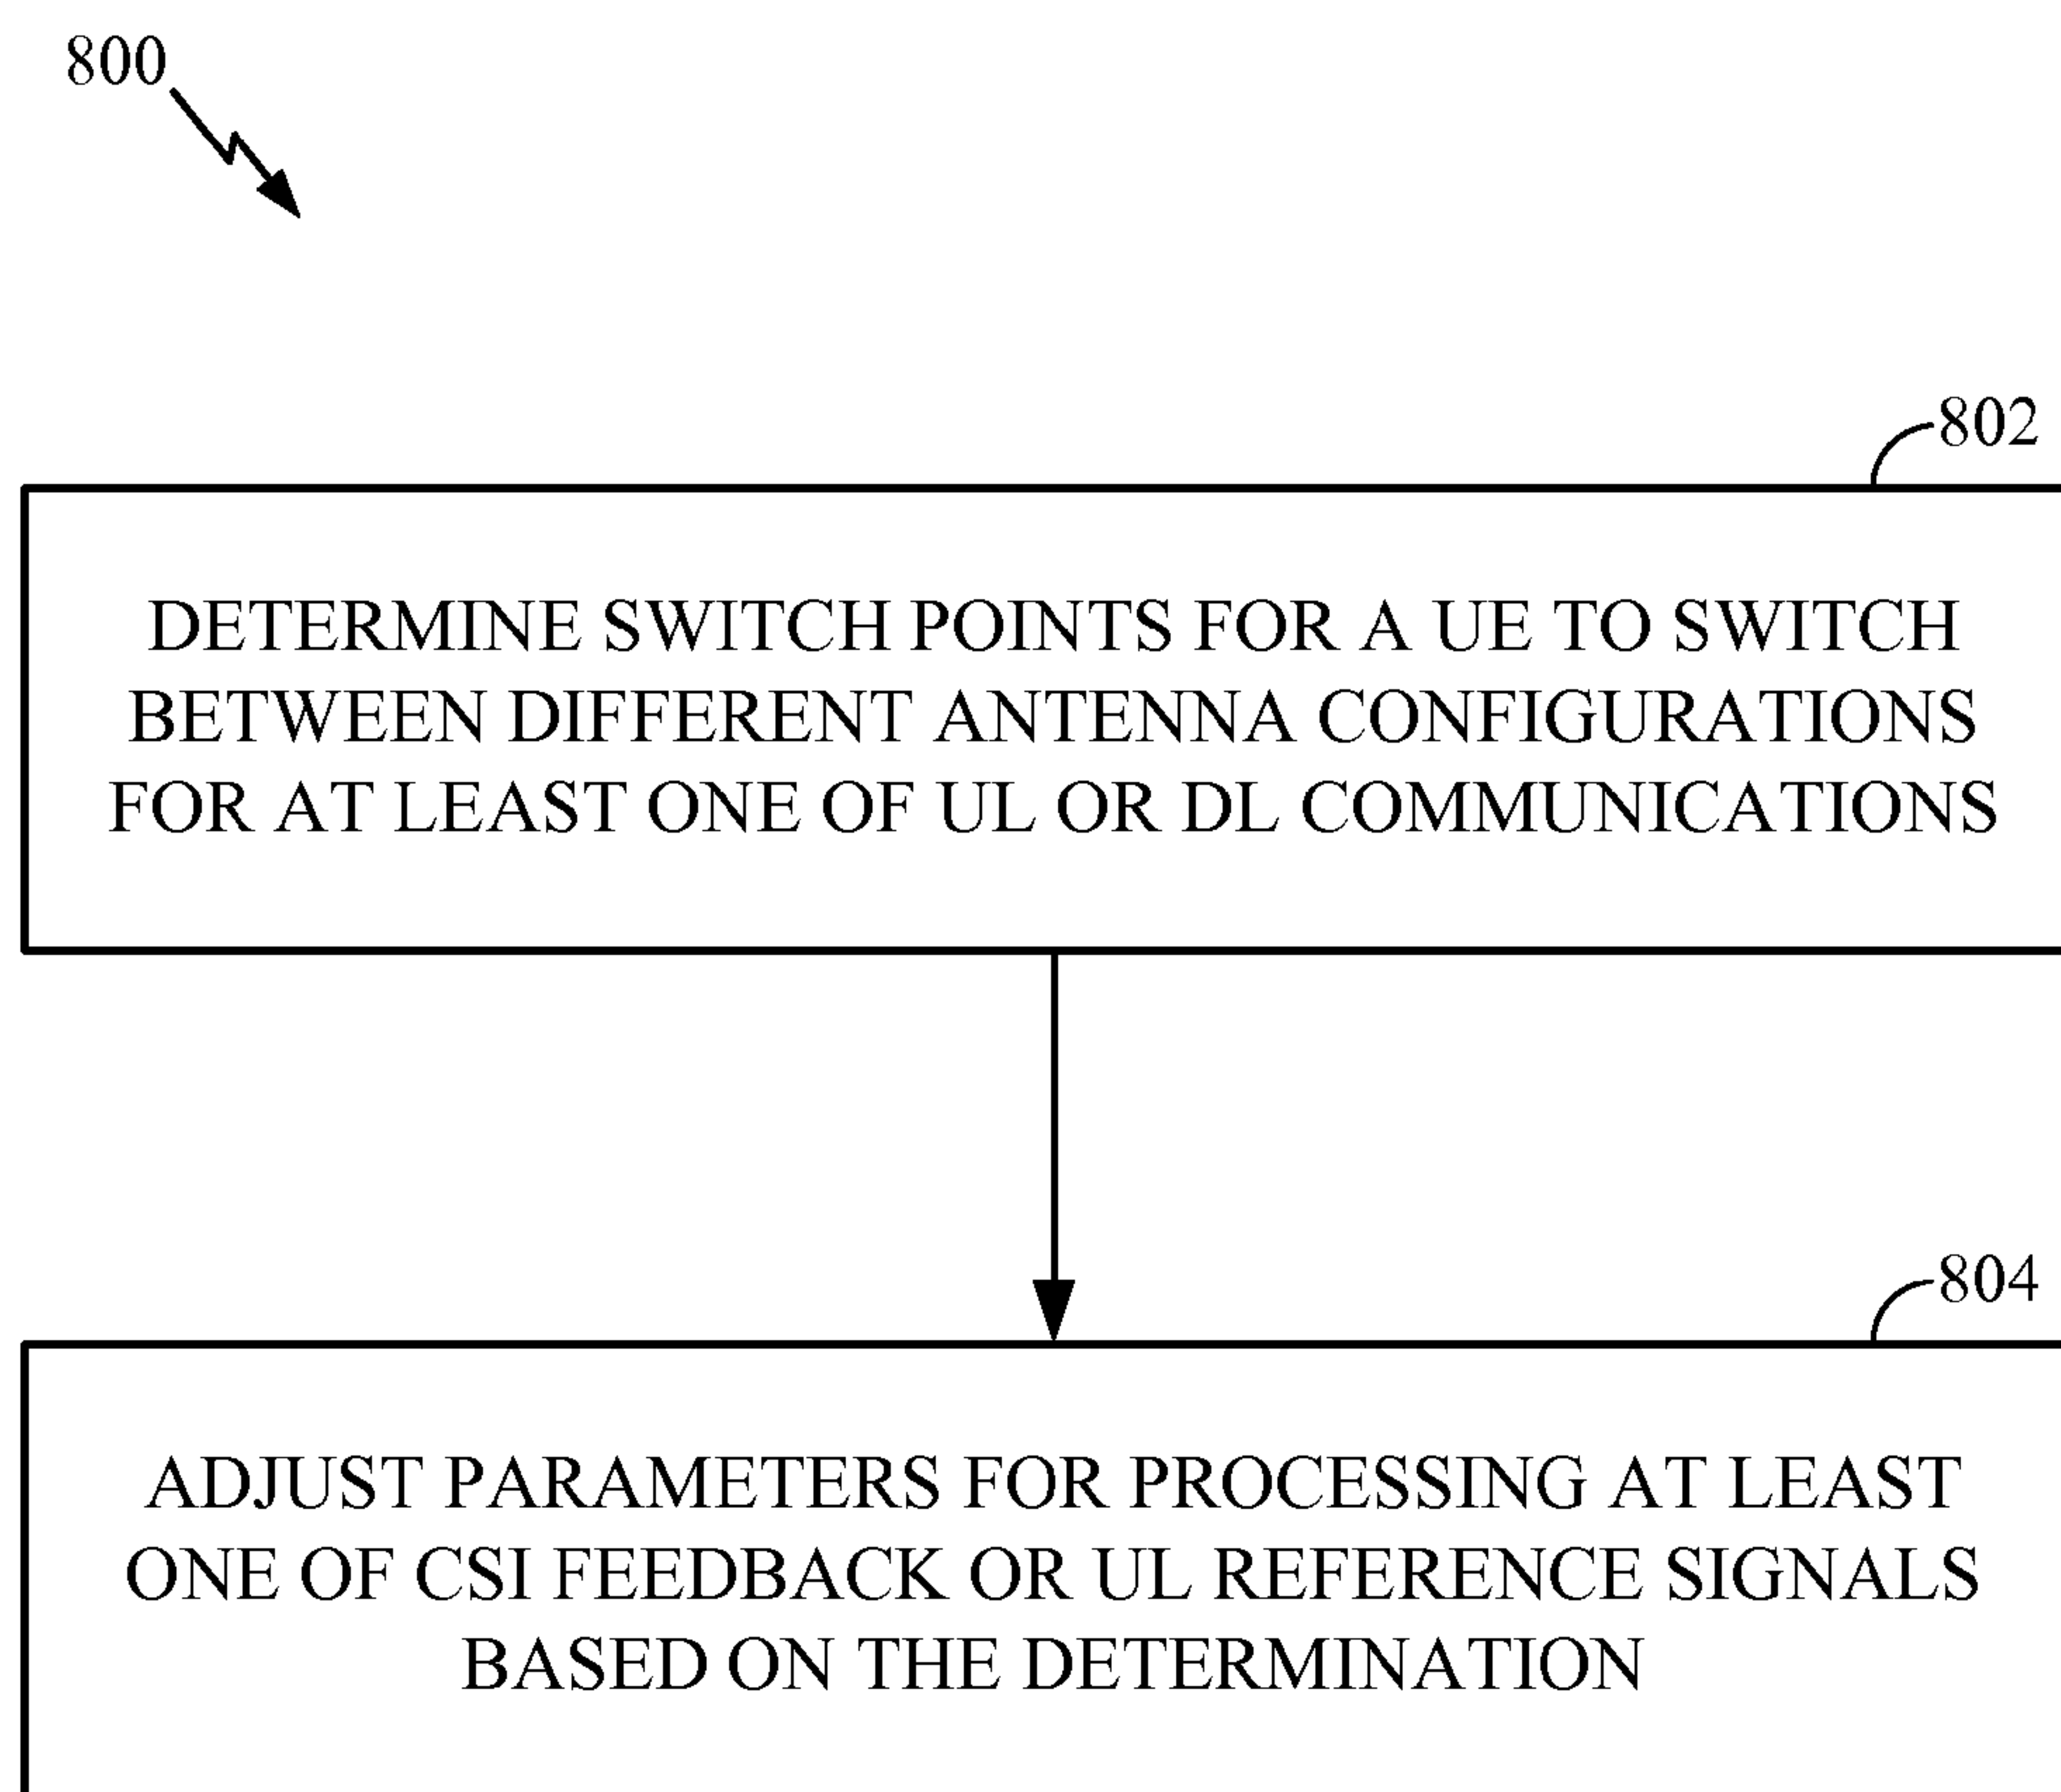 800
802
DETERMINE SWITCH POINTS FOR A UE TO SWITCH
BETWEEN DIFFERENT ANTENNA CONFIGURATIONS
FOR AT LEAST ONE OF UL OR DL COMMUNICATIONS
804
ADJUST PARAMETERS FOR PROCESSING AT LEAST
ONE OF CSI FEEDBACK OR UL REFERENCE SIGNALS
BASED ON THE DETERMINATION